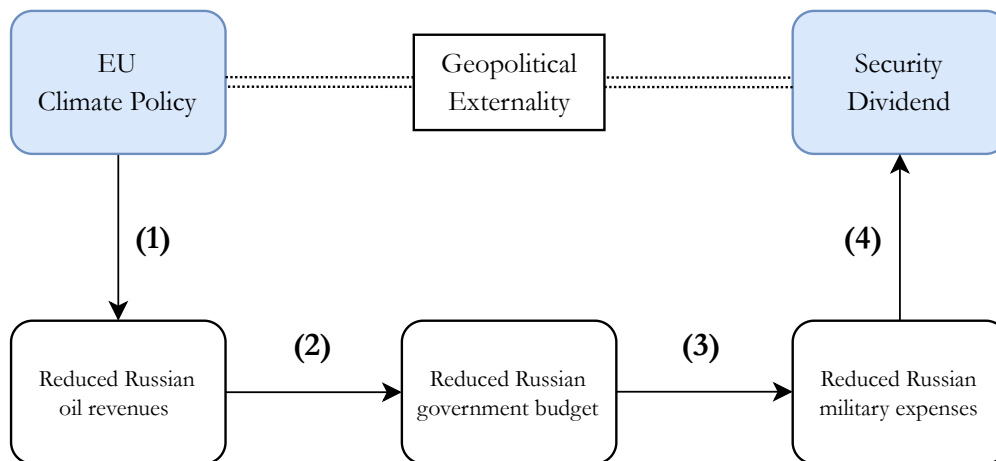 EU
Climate Policy
Geopolitical
Externality
Security
Dividend
(1)
(4)
(2)
(3)
Reduced Russian
oil revenues
Reduced Russian
government budget
Reduced Russian
military expenses